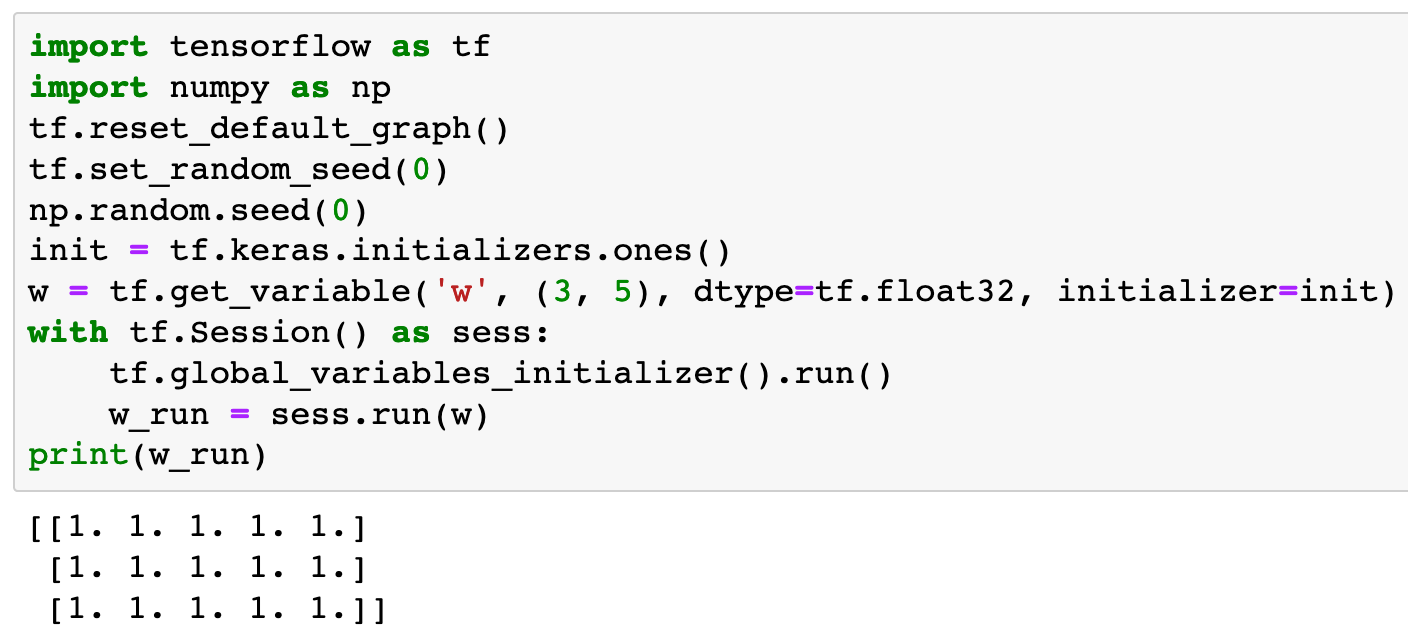 import tensorflow as tf
import numpy as np
tf.reset_default_graph()
tf.set_random_seed(0)
np.random.seed(0)
init = tf.keras.initializers.ones()
w = tf.get_variable('w', (3, 5), dtype=tf.float32, initializer=init)
with tf.Session() as sess:
    tf.global_variables_initializer().run()
    w_run = sess.run(w)
print(w_run)
[[1. 1. 1. 1. 1.]
 [1. 1. 1. 1. 1.]
 [1. 1. 1. 1. 1.]]